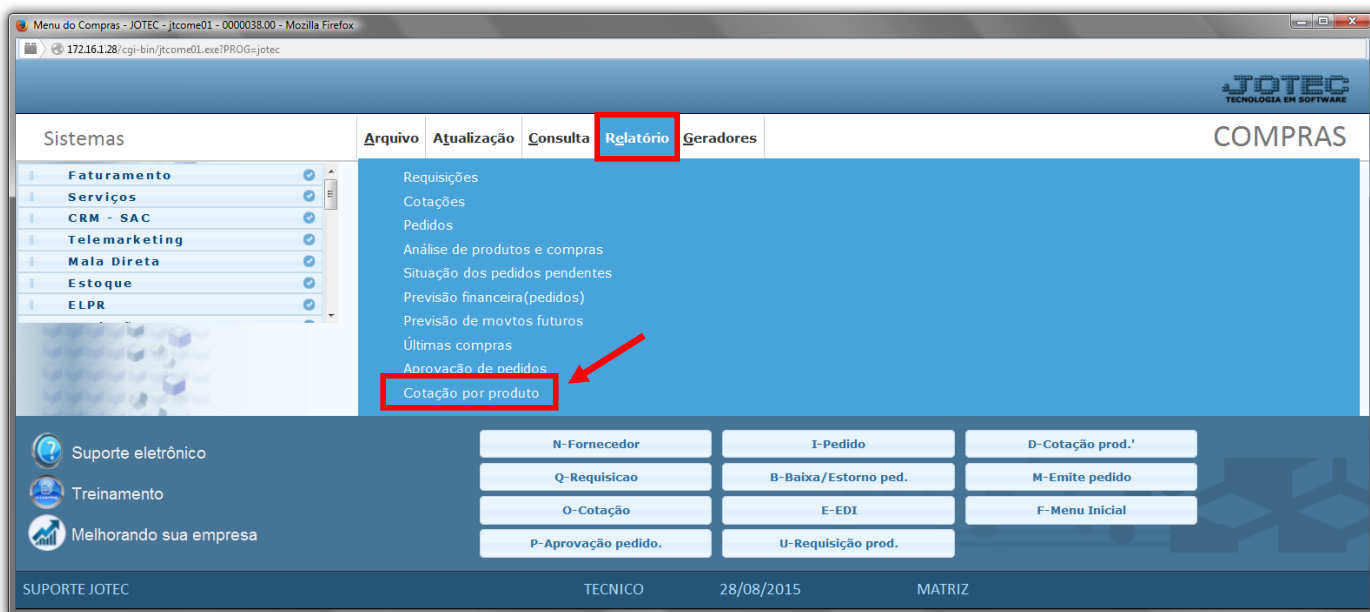 Menu do Compras - JOTEC - jtcome01 - 0000038.00 - Mozilla Firefox
172.16.1.28/cgi-bin/jtcome01.exe?PROG=jotec
JOTEC
TECNOLOGIA EM SOFTWARE
Sistemas
Arquivo Atualização Consulta Relatório Geradores
COMPRAS
Faturamento
Serviços
CRM - SAC
Telemarketing
Mala Direta
Estoque
ELPR
Requisições
Cotações
Pedidos
Análise de produtos e compras
Situação dos pedidos pendentes
Previsão financeira(pedidos)
Previsão de movtos futuros
Últimas compras
Aprovação de pedidos
Cotação por produto
Suporte eletrônico
Treinamento
Melhorando sua empresa
N-Fornecedor I-Pedido D-Cotação prod.'
Q-Requisicao B-Baixa/Estorno ped. M-Emite pedido
O-Cotação E-EDI F-Menu Inicial
P-Aprovação pedido. U-Requisição prod.
SUPORTE JOTEC TECNICO 28/08/2015 MATRIZ